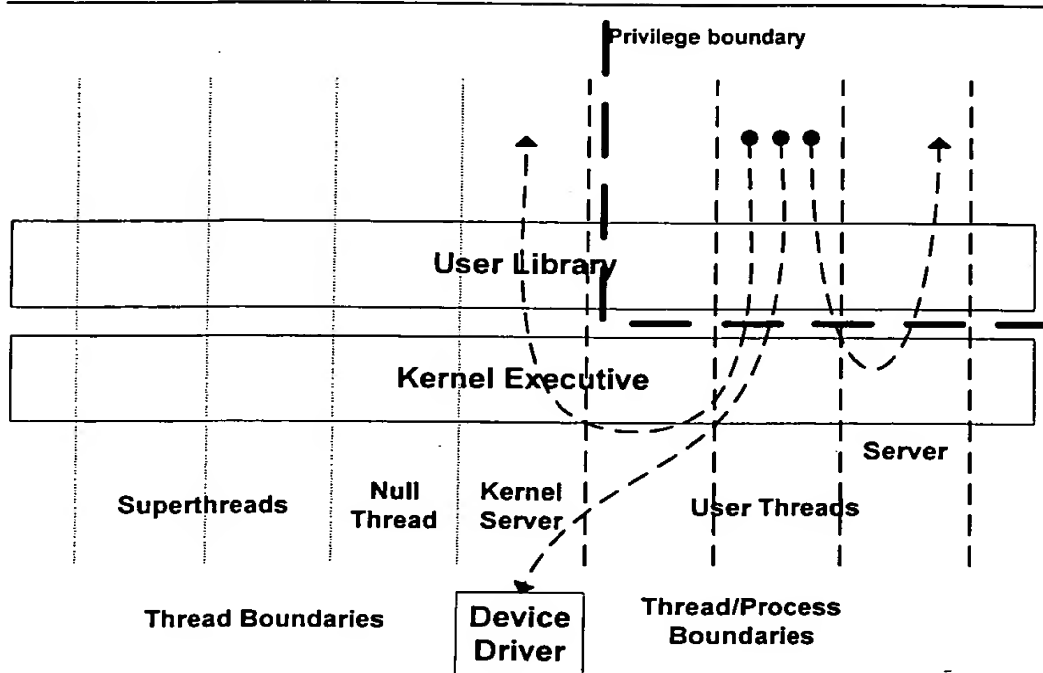 Privilege boundary
User Library
Kernel Executive
Server
Superthreads
Null
Thread
Kernel
Server
User Threads
Thread Boundaries
Device
Driver
Thread/Process
Boundaries